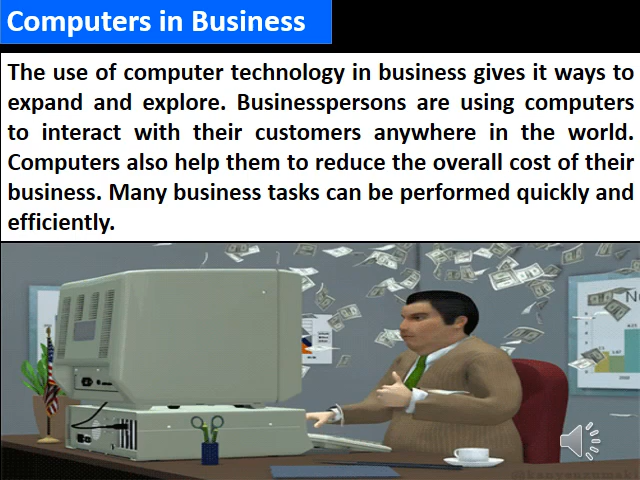 Computers in Business
The use of computer technology in business gives it ways to
expand and explore. Businesspersons are using computers
to interact with their customers anywhere in the world.
Computers also help them to reduce the overall cost of their
business. Many business tasks can be performed quickly and
efficiently.